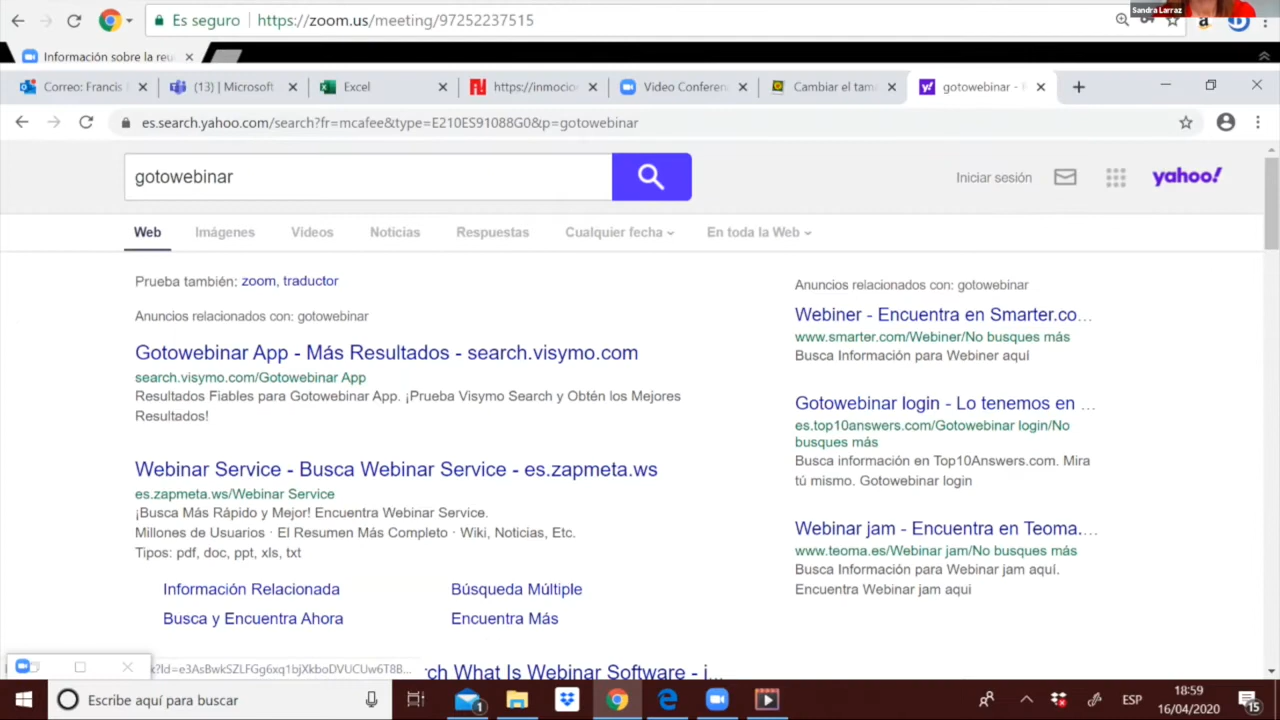 Es seguro | https://zoom.us/meeting/97252237515
Sandra Larraz
Información sobre la reu
Correo: Francis
(13) | Microsoft
Excel
https://inmocio
Video Conferen
Cambiar el tam
gotowebinar -
es.search.yahoo.com/search?fr=mcafee&type=E210ES91088G0&p=gotowebinar
gotowebinar
Iniciar sesión
yahoo!
Web Imágenes Vídeos Noticias Respuestas Cualquier fecha En toda la Web
Prueba también: zoom, traductor
Anuncios relacionados con: gotowebinar
Gotowebinar App - Más Resultados - search.visymo.com
search.visymo.com/Gotowebinar App
Resultados Fiables para Gotowebinar App. ¡Prueba Visymo Search y Obtén los Mejores
Resultados!
Webinar Service - Busca Webinar Service - es.zapmeta.ws
es.zapmeta.ws/Webinar Service
¡Busca Más Rápido y Mejor! Encuentra Webinar Service.
Millones de Usuarios · El Resumen Más Completo · Wiki, Noticias, Etc.
Tipos: pdf, doc, ppt, xls, txt
Información Relacionada
Búsqueda Múltiple
Busca y Encuentra Ahora
Encuentra Más
rch What Is Webinar Software - i...
Anuncios relacionados con: gotowebinar
Webiner - Encuentra en Smarter.co...
www.smarter.com/Webiner/No busques más
Busca Información para Webiner aquí
Gotowebinar login - Lo tenemos en ...
es.top10answers.com/Gotowebinar login/No
busques más
Busca información en Top10Answers.com. Mira
tú mismo. Gotowebinar login
Webinar jam - Encuentra en Teoma....
www.teoma.es/Webinar jam/No busques más
Busca Información para Webinar jam aquí.
Encuentra Webinar jam aqui
Escribe aquí para buscar
1
ESP
18:59
16/04/2020
15